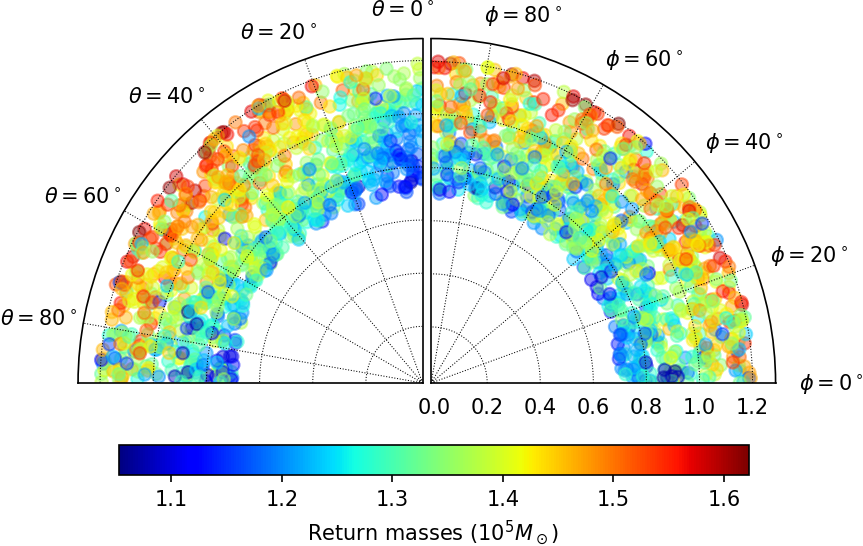 θ = 0°
ϕ = 80°
θ = 20°
ϕ = 60°
θ = 40°
ϕ = 40°
θ = 60°
ϕ = 20°
θ = 80°
ϕ = 0°
0.0 0.2 0.4 0.6 0.8 1.0 1.2
1.1 1.2 1.3 1.4 1.5 1.6
Return masses (10⁵M⊙)